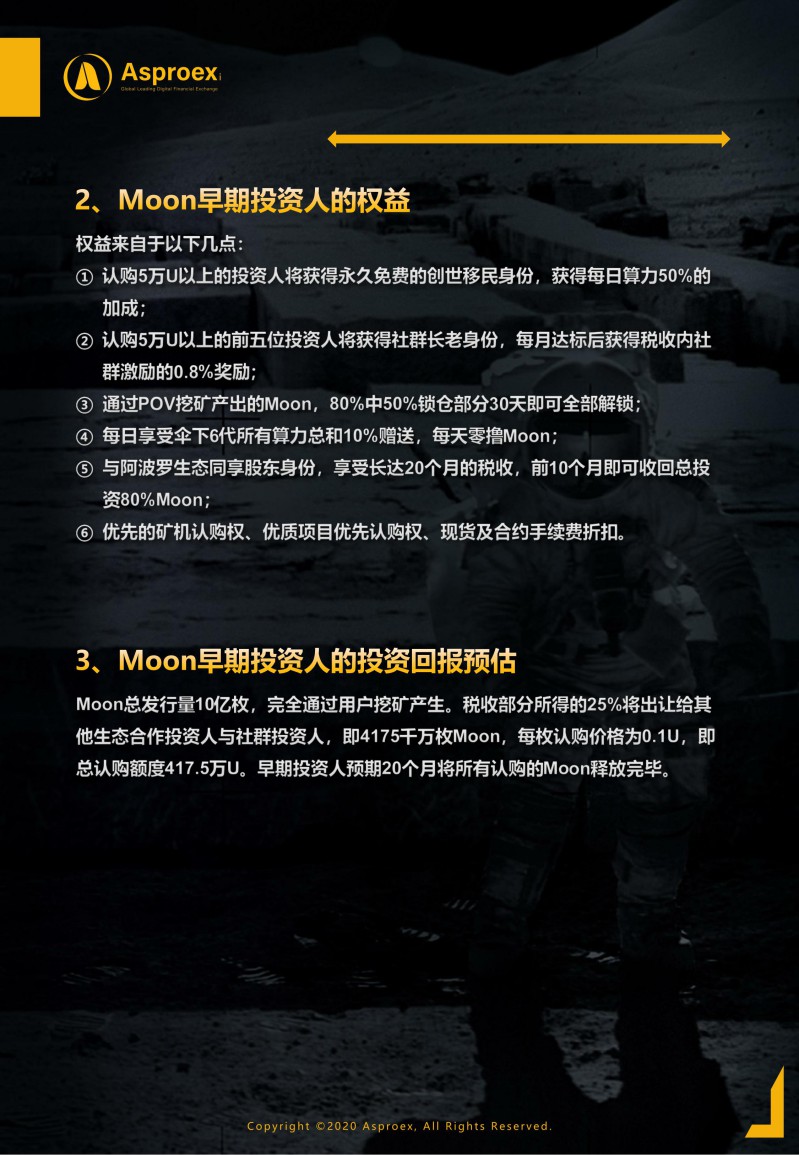 Asproex
Global Leading Digital Financial Exchange
2、Moon早期投资人的权益
权益来自于以下几点：
① 认购5万U以上的投资人将获得永久免费的创世移民身份，获得每日算力50%的
加成；
② 认购5万U以上的前五位投资人将获得社群长老身份，每月达标后获得税收内社
群激励的0.8%奖励；
③ 通过POV挖矿产出的Moon，80%中50%锁仓部分30天即可全部解锁；
④ 每日享受伞下6代所有算力总和10%赠送，每天零撸Moon；
⑤ 与阿波罗生态同享股东身份，享受长达20个月的税收，前10个月即可收回总投
资80%Moon；
⑥ 优先的矿机认购权、优质项目优先认购权、现货及合约手续费折扣。
3、Moon早期投资人的投资回报预估
Moon总发行量10亿枚，完全通过用户挖矿产生。税收部分所得的25%将出让给其
他生态合作投资人与社群投资人，即4175千万枚Moon，每枚认购价格为0.1U，即
总认购额度417.5万U。早期投资人预期20个月将所有认购的Moon释放完毕。
Copyright ©2020 Asproex, All Rights Reserved.